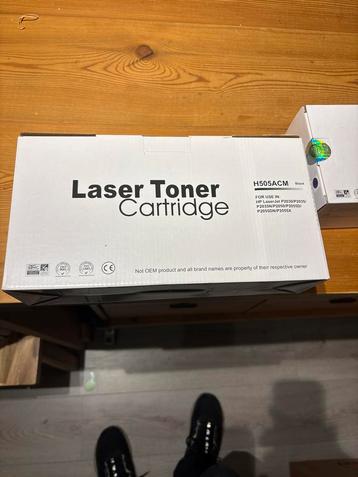 Laser Toner
Cartridge
H505ACM Black
FOR USE IN
HP LaserJet P2030/P2035/
P2035N/P2050/P2055D/
P2055DN/P2055X
CE
Not OEM product and all brand names are property of their respective owner